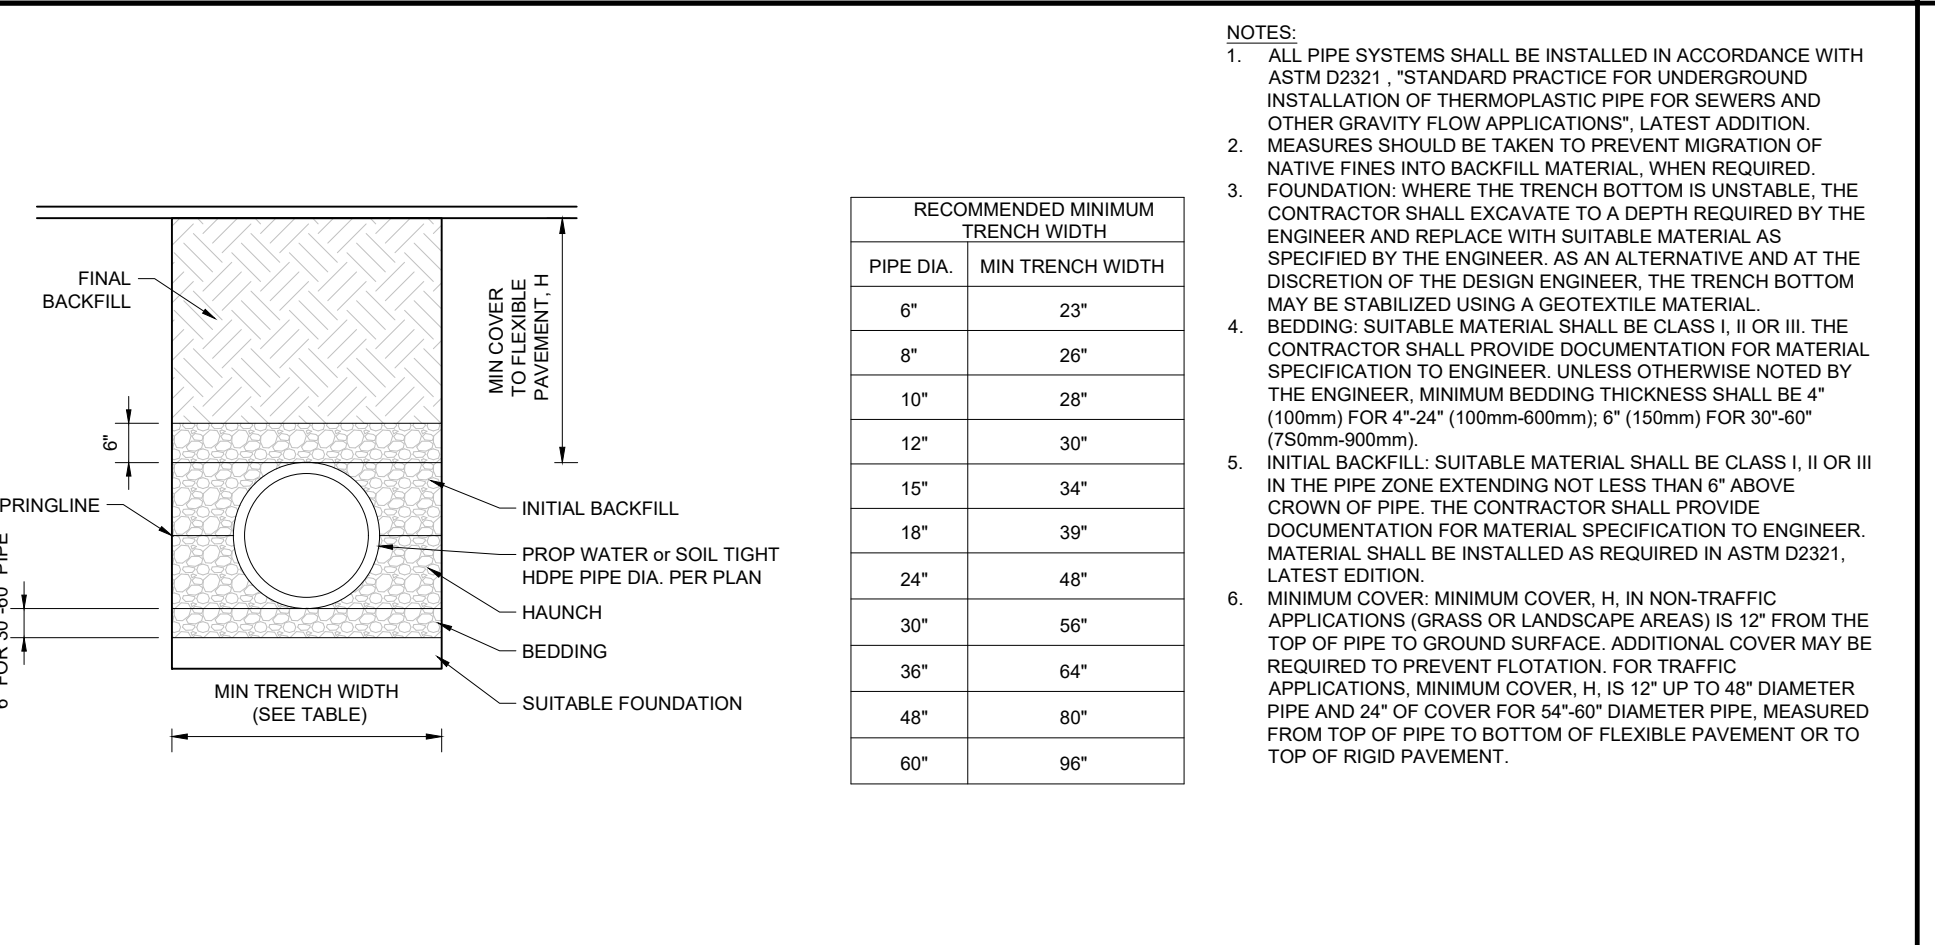 FINAL
BACKFILL
6"
PRINGLINE
6" FOR 30"-60" PIPE
MIN COVER
TO FLEXIBLE
PAVEMENT, H
INITIAL BACKFILL
PROP WATER or SOIL TIGHT
HDPE PIPE DIA. PER PLAN
HAUNCH
BEDDING
SUITABLE FOUNDATION
MIN TRENCH WIDTH
(SEE TABLE)
RECOMMENDED MINIMUM
TRENCH WIDTH
PIPE DIA. MIN TRENCH WIDTH
6" 23"
8" 26"
10" 28"
12" 30"
15" 34"
18" 39"
24" 48"
30" 56"
36" 64"
48" 80"
60" 96"
NOTES:
1. ALL PIPE SYSTEMS SHALL BE INSTALLED IN ACCORDANCE WITH
ASTM D2321 , "STANDARD PRACTICE FOR UNDERGROUND
INSTALLATION OF THERMOPLASTIC PIPE FOR SEWERS AND
OTHER GRAVITY FLOW APPLICATIONS", LATEST ADDITION.
2. MEASURES SHOULD BE TAKEN TO PREVENT MIGRATION OF
NATIVE FINES INTO BACKFILL MATERIAL, WHEN REQUIRED.
3. FOUNDATION: WHERE THE TRENCH BOTTOM IS UNSTABLE, THE
CONTRACTOR SHALL EXCAVATE TO A DEPTH REQUIRED BY THE
ENGINEER AND REPLACE WITH SUITABLE MATERIAL AS
SPECIFIED BY THE ENGINEER. AS AN ALTERNATIVE AND AT THE
DISCRETION OF THE DESIGN ENGINEER, THE TRENCH BOTTOM
MAY BE STABILIZED USING A GEOTEXTILE MATERIAL.
4. BEDDING: SUITABLE MATERIAL SHALL BE CLASS I, II OR III. THE
CONTRACTOR SHALL PROVIDE DOCUMENTATION FOR MATERIAL
SPECIFICATION TO ENGINEER. UNLESS OTHERWISE NOTED BY
THE ENGINEER, MINIMUM BEDDING THICKNESS SHALL BE 4"
(100mm) FOR 4"-24" (100mm-600mm); 6" (150mm) FOR 30"-60"
(7S0mm-900mm).
5. INITIAL BACKFILL: SUITABLE MATERIAL SHALL BE CLASS I, II OR III
IN THE PIPE ZONE EXTENDING NOT LESS THAN 6" ABOVE
CROWN OF PIPE. THE CONTRACTOR SHALL PROVIDE
DOCUMENTATION FOR MATERIAL SPECIFICATION TO ENGINEER.
MATERIAL SHALL BE INSTALLED AS REQUIRED IN ASTM D2321,
LATEST EDITION.
6. MINIMUM COVER: MINIMUM COVER, H, IN NON-TRAFFIC
APPLICATIONS (GRASS OR LANDSCAPE AREAS) IS 12" FROM THE
TOP OF PIPE TO GROUND SURFACE. ADDITIONAL COVER MAY BE
REQUIRED TO PREVENT FLOTATION. FOR TRAFFIC
APPLICATIONS, MINIMUM COVER, H, IS 12" UP TO 48" DIAMETER
PIPE AND 24" OF COVER FOR 54"-60" DIAMETER PIPE, MEASURED
FROM TOP OF PIPE TO BOTTOM OF FLEXIBLE PAVEMENT OR TO
TOP OF RIGID PAVEMENT.